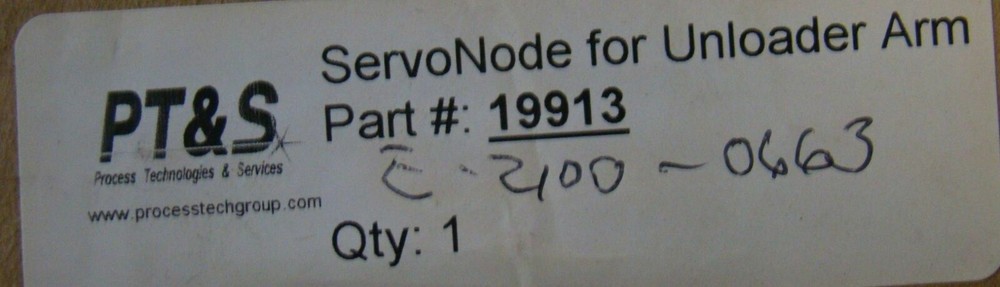 ServoNode for Unloader Arm
PT&S
Process Technologies & Services
www.processtechgroup.com
Part #: 19913
E-2100-0663
Qty: 1